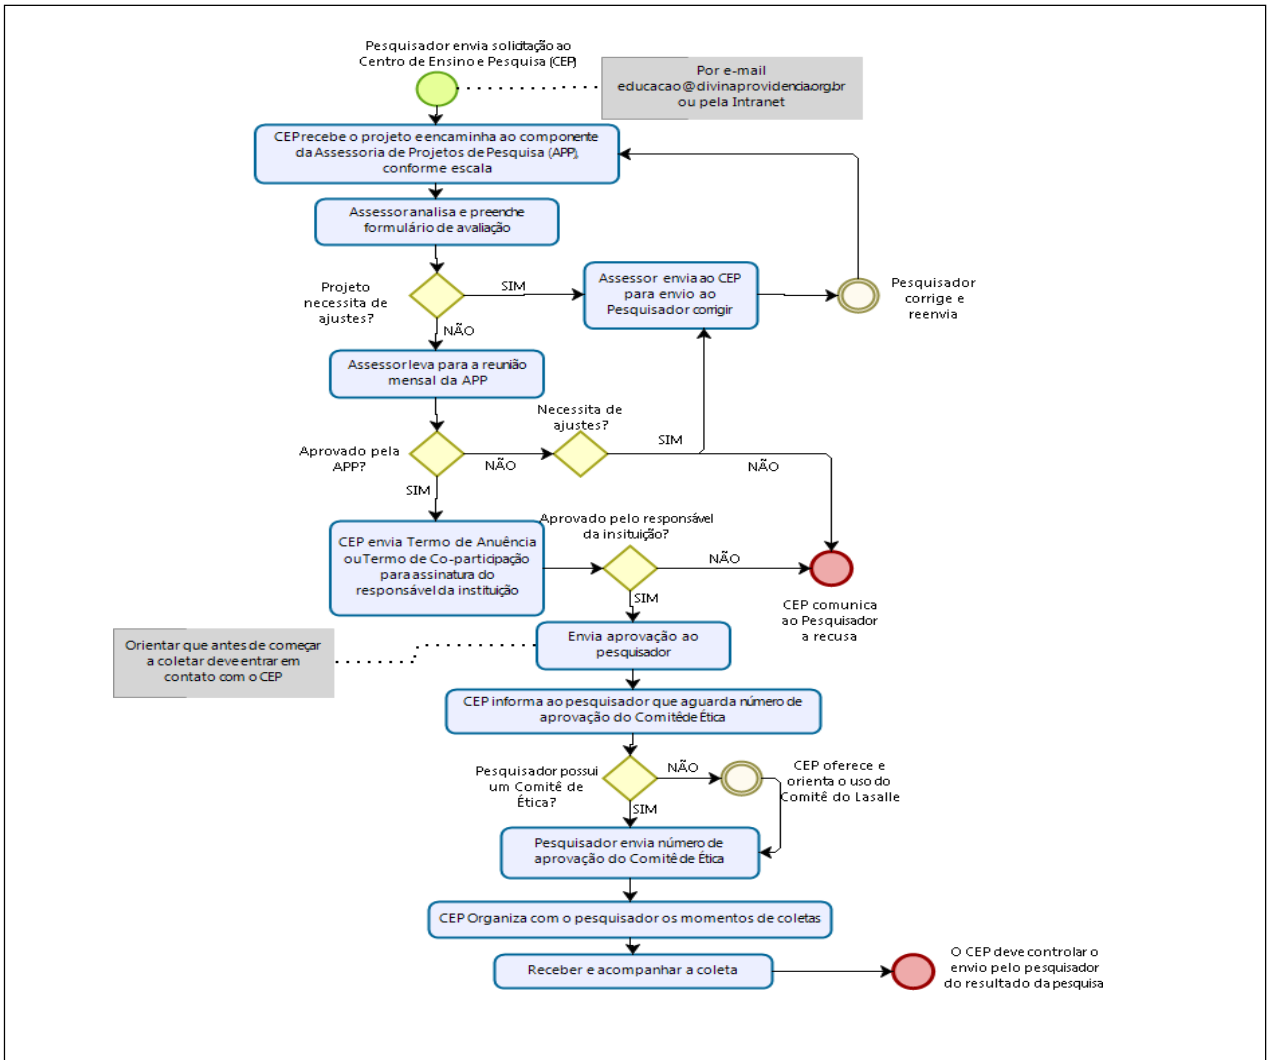 Pesquisador envia solicitação ao
Centro de Ensino e Pesquisa (CEP)
Por e-mail
educacao@divinaprovidencia.org.br
ou pela Intranet
CEP recebe o projeto e encaminha ao componente
da Assessoria de Projetos de Pesquisa (APP),
conforme escala
Assessor analisa e preenche
formulário de avaliação
Projeto
necessita de
ajustes?
SIM
Assessor envia ao CEP
para envio ao
Pesquisador corrigir
Pesquisador
corrige e
reenvia
NÃO
Assessor leva para a reunião
mensal da APP
Necessita de
ajustes?
Aprovado pela
APP?
NÃO
SIM
NÃO
SIM
Aprovado pelo responsável
da insituição?
CEP envia Termo de Anuência
ou Termo de Co-participação
para assinatura do
responsável da instituição
NÃO
SIM
CEP comunica
ao Pesquisador
a recusa
Envia aprovação ao
pesquisador
Orientar que antes de começar
a coletar deve entrar em
contato com o CEP
CEP informa ao pesquisador que aguarda número de
aprovação do Comitê de Ética
Pesquisador possui
um Comitê de
Ética?
NÃO
CEP oferece e
orienta o uso do
Comitê do Lasalle
SIM
Pesquisador envia número de
aprovação do Comitê de Ética
CEP Organiza com o pesquisador os momentos de coletas
Receber e acompanhar a coleta
O CEP deve controlar o
envio pelo pesquisador
do resultado da pesquisa